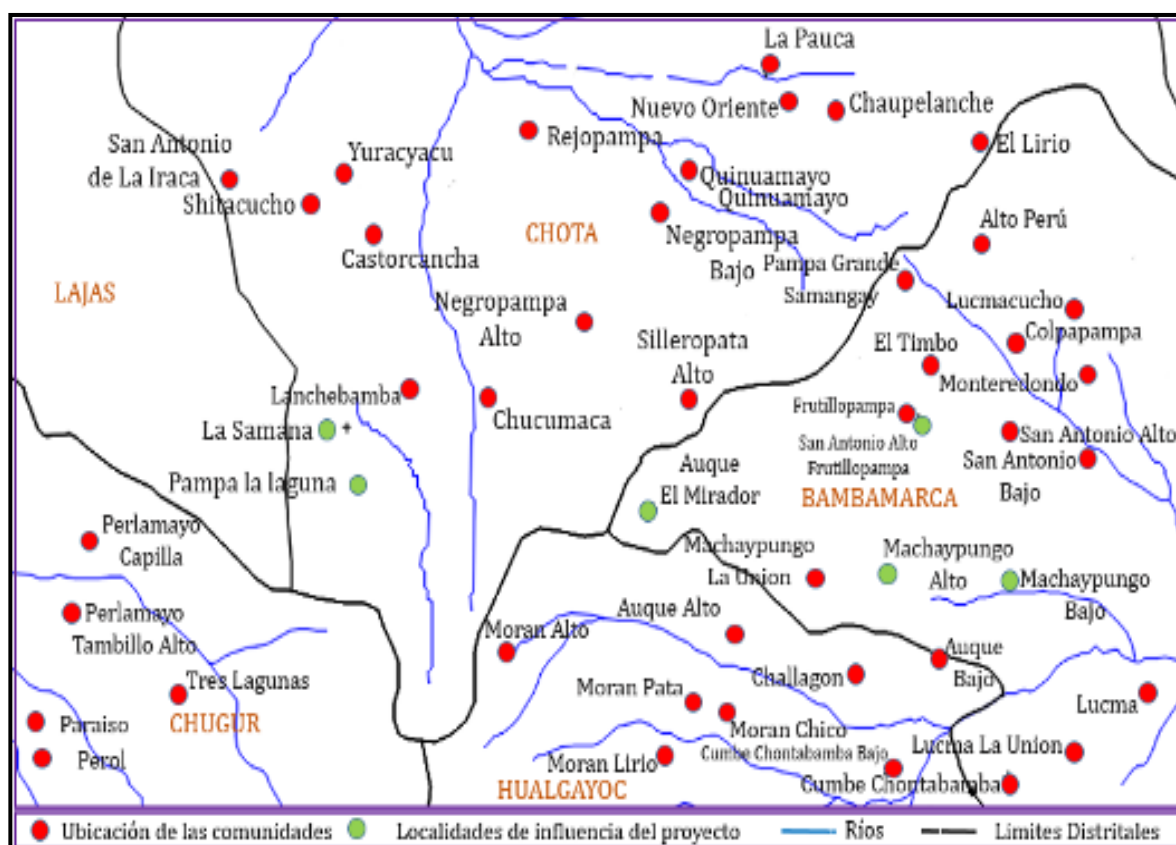 La Pauca
Nuevo Oriente
Chaupelanche
Rejopampa
El Lirio
San Antonio
de La Iraca
Yuracyacu
Shitacucho
Quinuamayo
Quinuamayo
CHOTA
Castorcancha
Negropampa
Bajo
Alto Perú
Pampa Grande
Samangay
LAJAS
Negropampa
Alto
Lucmacucho
Colpapampa
Silleropata
Alto
El Timbo
Monteredondo
Lanchebamba
Chucumaca
Frutillopampa
La Samana
San Antonio Alto
Frutillopampa
San Antonio Alto
San Antonio
Bajo
Pampa la laguna
Auque
El Mirador
BAMBAMARCA
Perlamayo
Capilla
Machaypungo
La Union
Machaypungo
Alto
Machaypungo
Bajo
Perlamayo
Tambillo Alto
Moran Alto
Auque Alto
Auque
Bajo
Challagon
Tres Lagunas
Moran Pata
Lucma
CHUGUR
Paraiso
Moran Chico
Perol
Moran Lirio
Cumbe Chontabamba Bajo
Lucma La Union
HUALGAYOC
Cumbe Chontabamba
Ubicación de las comunidades
Localidades de influencia del proyecto
Ríos
Limites Distritales